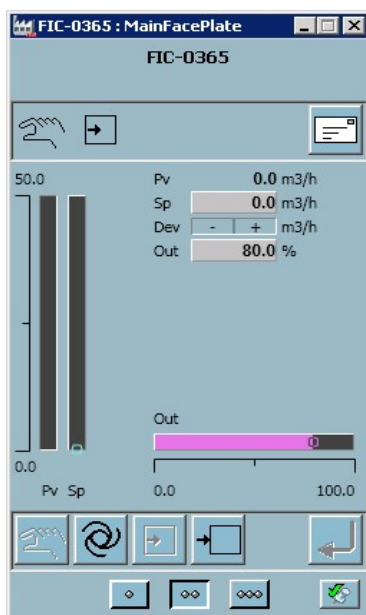 FIC-0365 : MainFacePlate
FIC-0365
50.0
Pv 0.0 m3/h
Sp 0.0 m3/h
Dev - + m3/h
Out 80.0 %
Out
0.0
Pv Sp
0.0 100.0